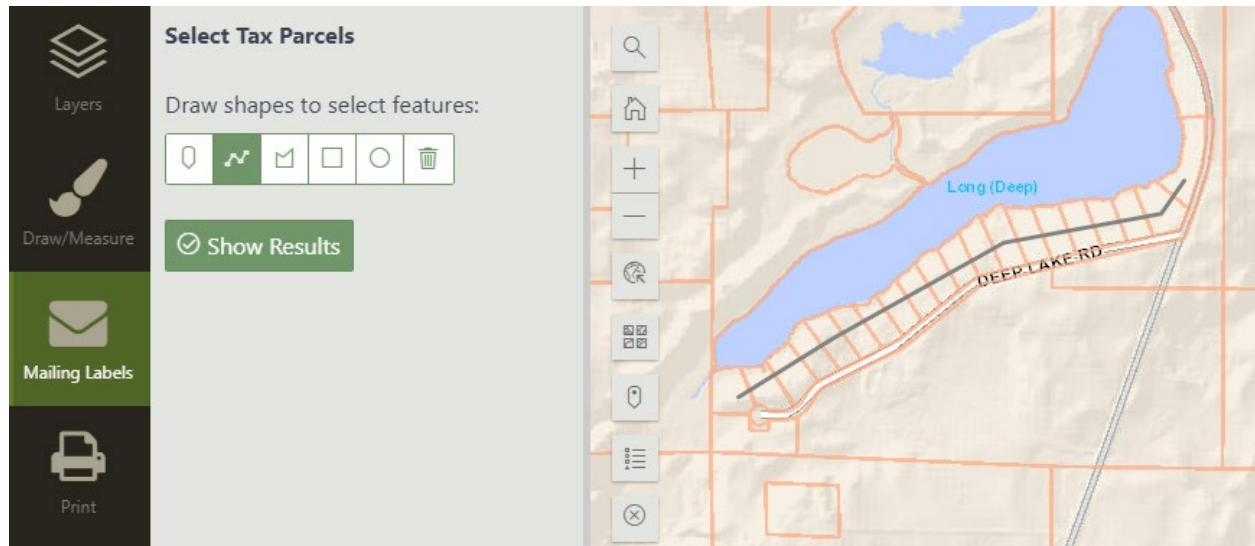 Layers
Draw/Measure
Mailing Labels
Print
Select Tax Parcels
Draw shapes to select features:
Show Results
Long (Deep)
DEEP LAKE RD